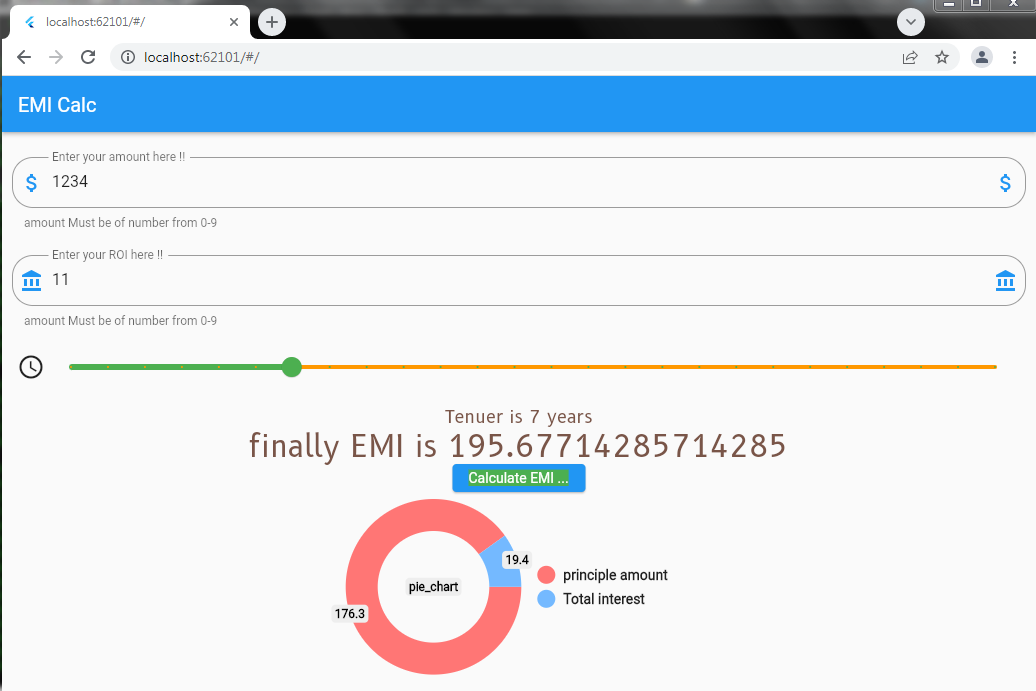 localhost:62101/#/
localhost:62101/#/
EMI Calc
Enter your amount here !!
1234
amount Must be of number from 0-9
Enter your ROI here !!
11
amount Must be of number from 0-9
Tenuer is 7 years
finally EMI is 195.67714285714285
Calculate EMI ...
19.4
pie_chart
principle amount
Total interest
176.3